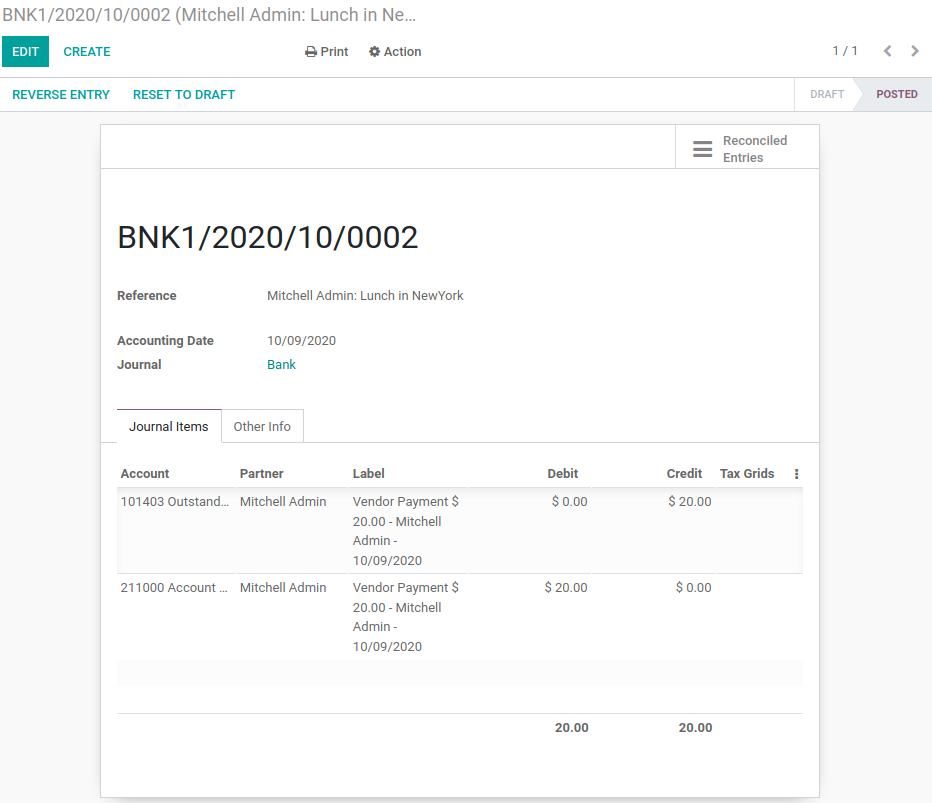 BNK1/2020/10/0002 (Mitchell Admin: Lunch in Ne...
EDIT CREATE Print Action 1 / 1
REVERSE ENTRY RESET TO DRAFT DRAFT POSTED
Reconciled
Entries
BNK1/2020/10/0002
Reference Mitchell Admin: Lunch in NewYork
Accounting Date 10/09/2020
Journal Bank
Journal Items Other Info
Account Partner Label Debit Credit Tax Grids
101403 Outstand... Mitchell Admin Vendor Payment $ $ 0.00 $ 20.00
20.00 - Mitchell
Admin -
10/09/2020
211000 Account ... Mitchell Admin Vendor Payment $ $ 20.00 $ 0.00
20.00 - Mitchell
Admin -
10/09/2020
20.00 20.00